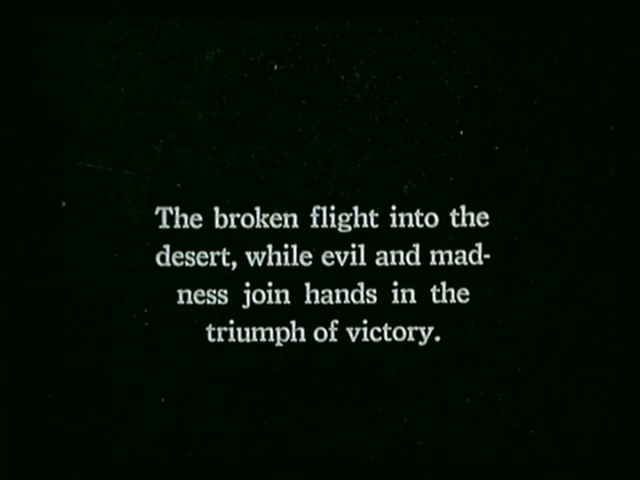 The broken flight into the
desert, while evil and mad-
ness join hands in the
triumph of victory.